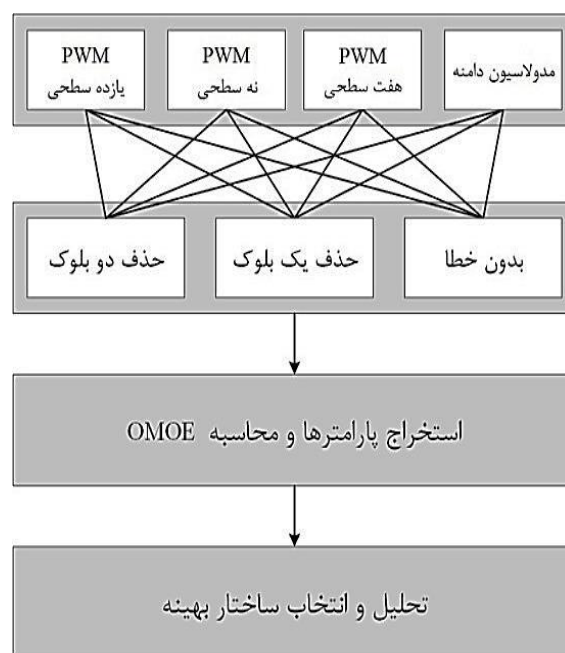 مدولاسیون دامنه
PWM
هفت سطحی
PWM
نه سطحی
PWM
یازده سطحی
بدون خطا
حذف یک بلوک
حذف دو بلوک
استخراج پارامترها و محاسبه OMOE
تحلیل و انتخاب ساختار بهینه